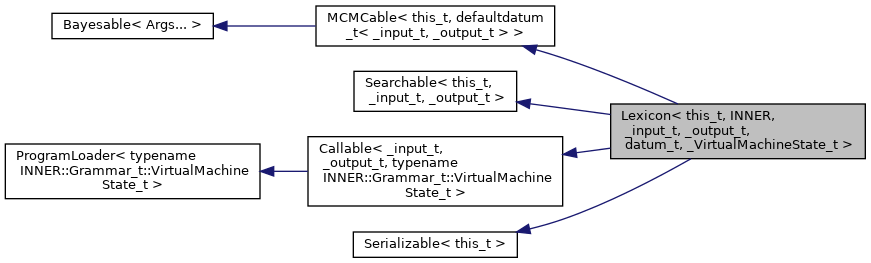 Bayesable< Args... >
MCMCable< this_t, defaultdatum
_t< _input_t, _output_t > >
Searchable< this_t,
_input_t, _output_t >
Lexicon< this_t, INNER,
_input_t, _output_t,
datum_t, _VirtualMachineState_t >
ProgramLoader< typename
INNER::Grammar_t::VirtualMachine
State_t >
Callable< _input_t,
_output_t, typename
INNER::Grammar_t::VirtualMachine
State_t >
Serializable< this_t >